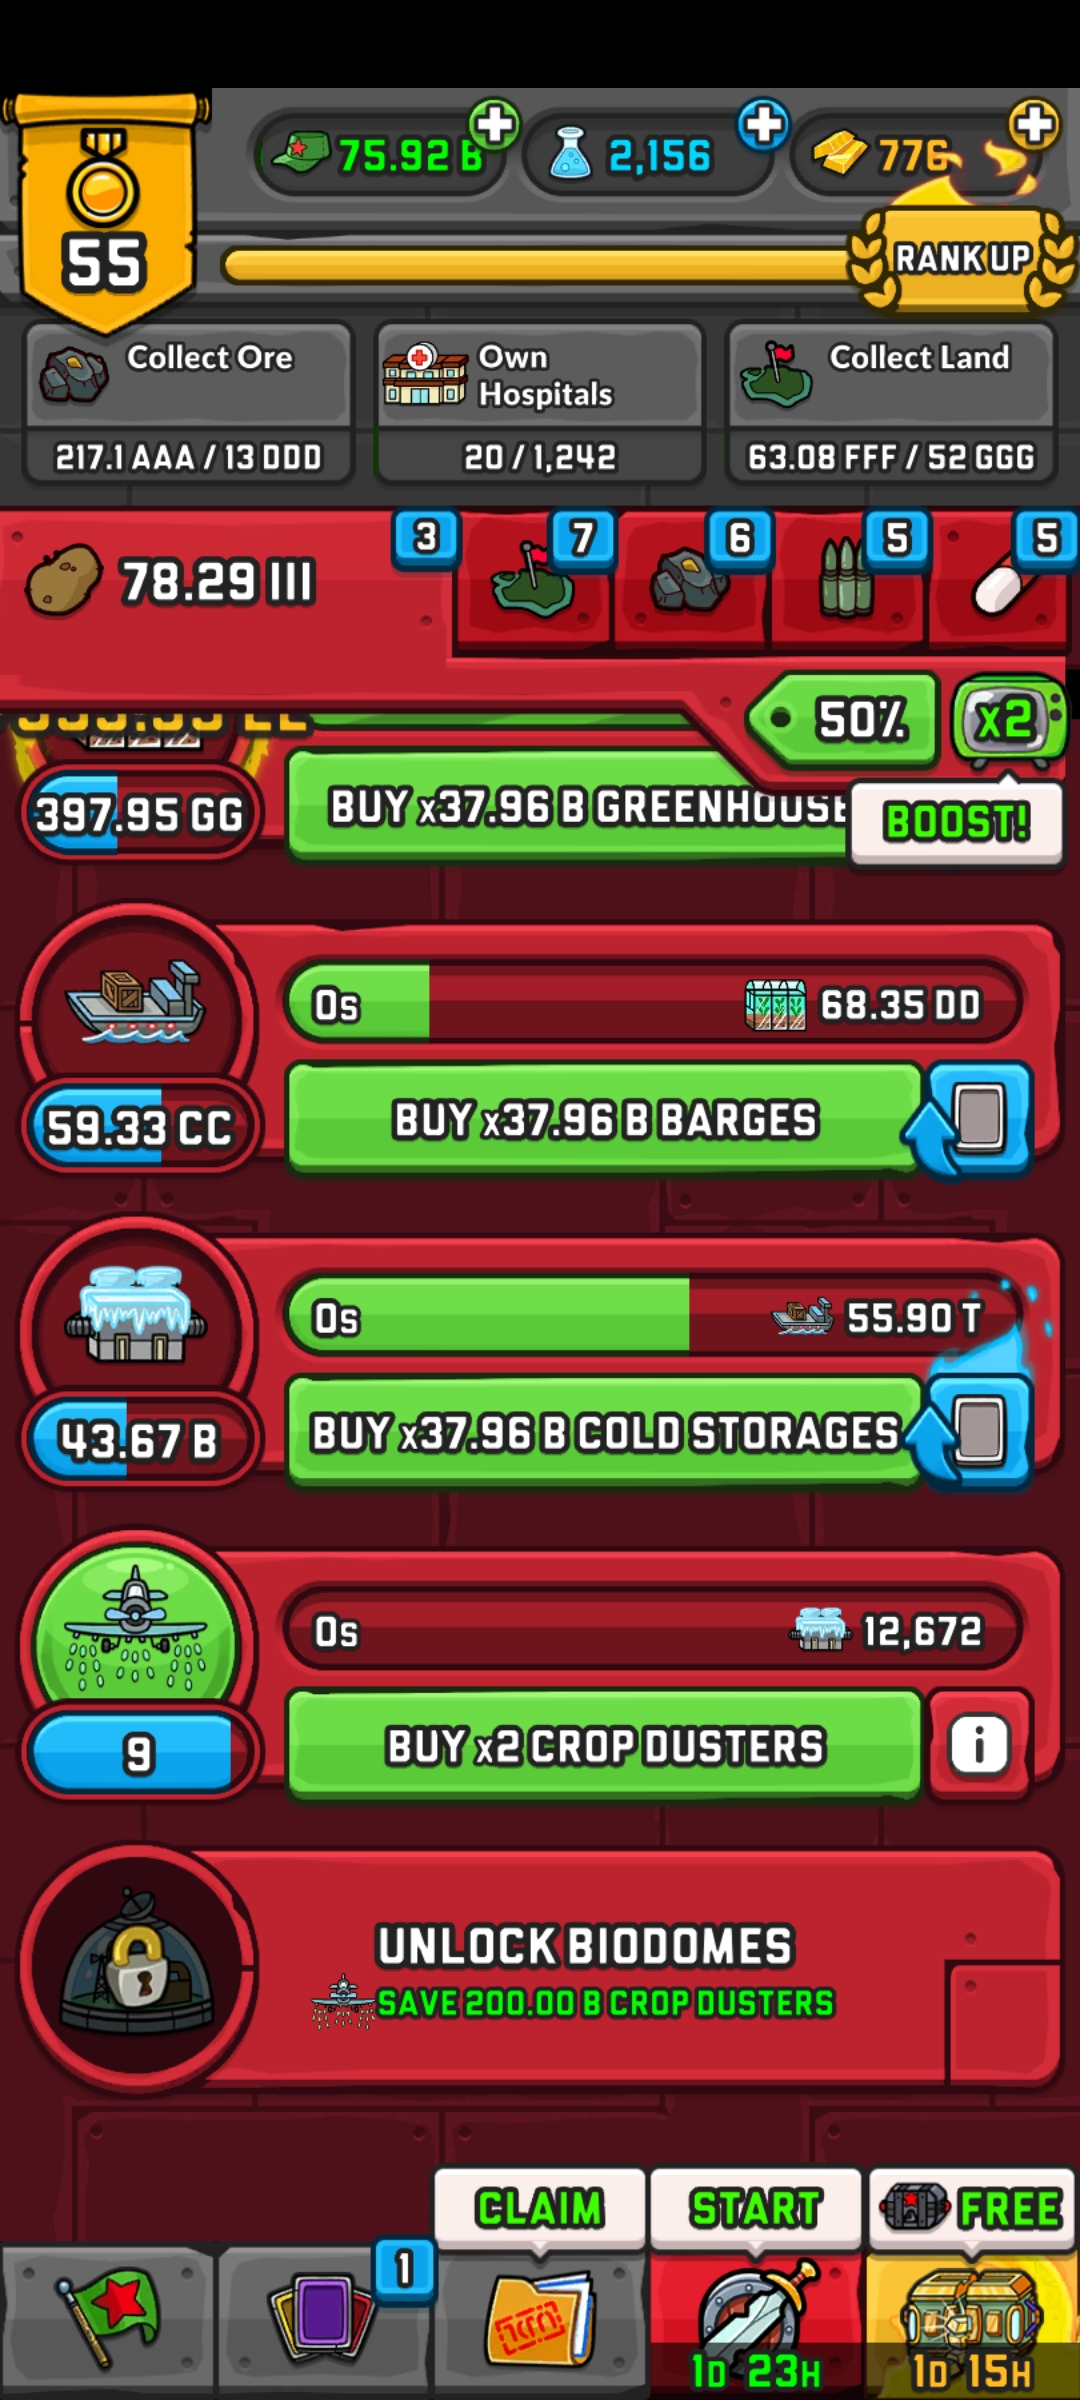 75.92 B
2,156
776
55
RANK UP
Collect Ore
217.1 AAA / 13 DDD
Own
Hospitals
20 / 1,242
Collect Land
63.08 FFF / 52 GGG
78.29 III
3
7
6
5
5
50%
x2
BOOST!
397.95 GG
BUY x37.96 B GREENHOUSE
0s
68.35 DD
59.33 CC
BUY x37.96 B BARGES
0s
55.90 T
43.67 B
BUY x37.96 B COLD STORAGES
0s
12,672
9
BUY x2 CROP DUSTERS
i
UNLOCK BIODOMES
SAVE 200.00 B CROP DUSTERS
CLAIM
START
FREE
1
1D 23H
1D 15H